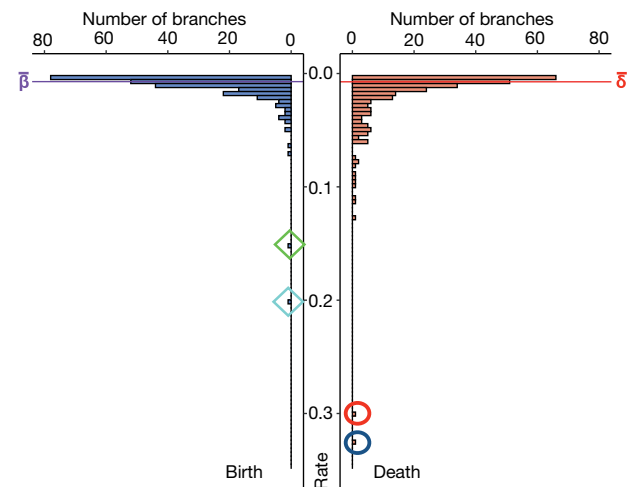 Number of branches Number of branches
80 60 40 20 0 0 20 40 60 80
β̅ 0.0 δ̅
0.1
0.2
0.3
Birth Rate Death